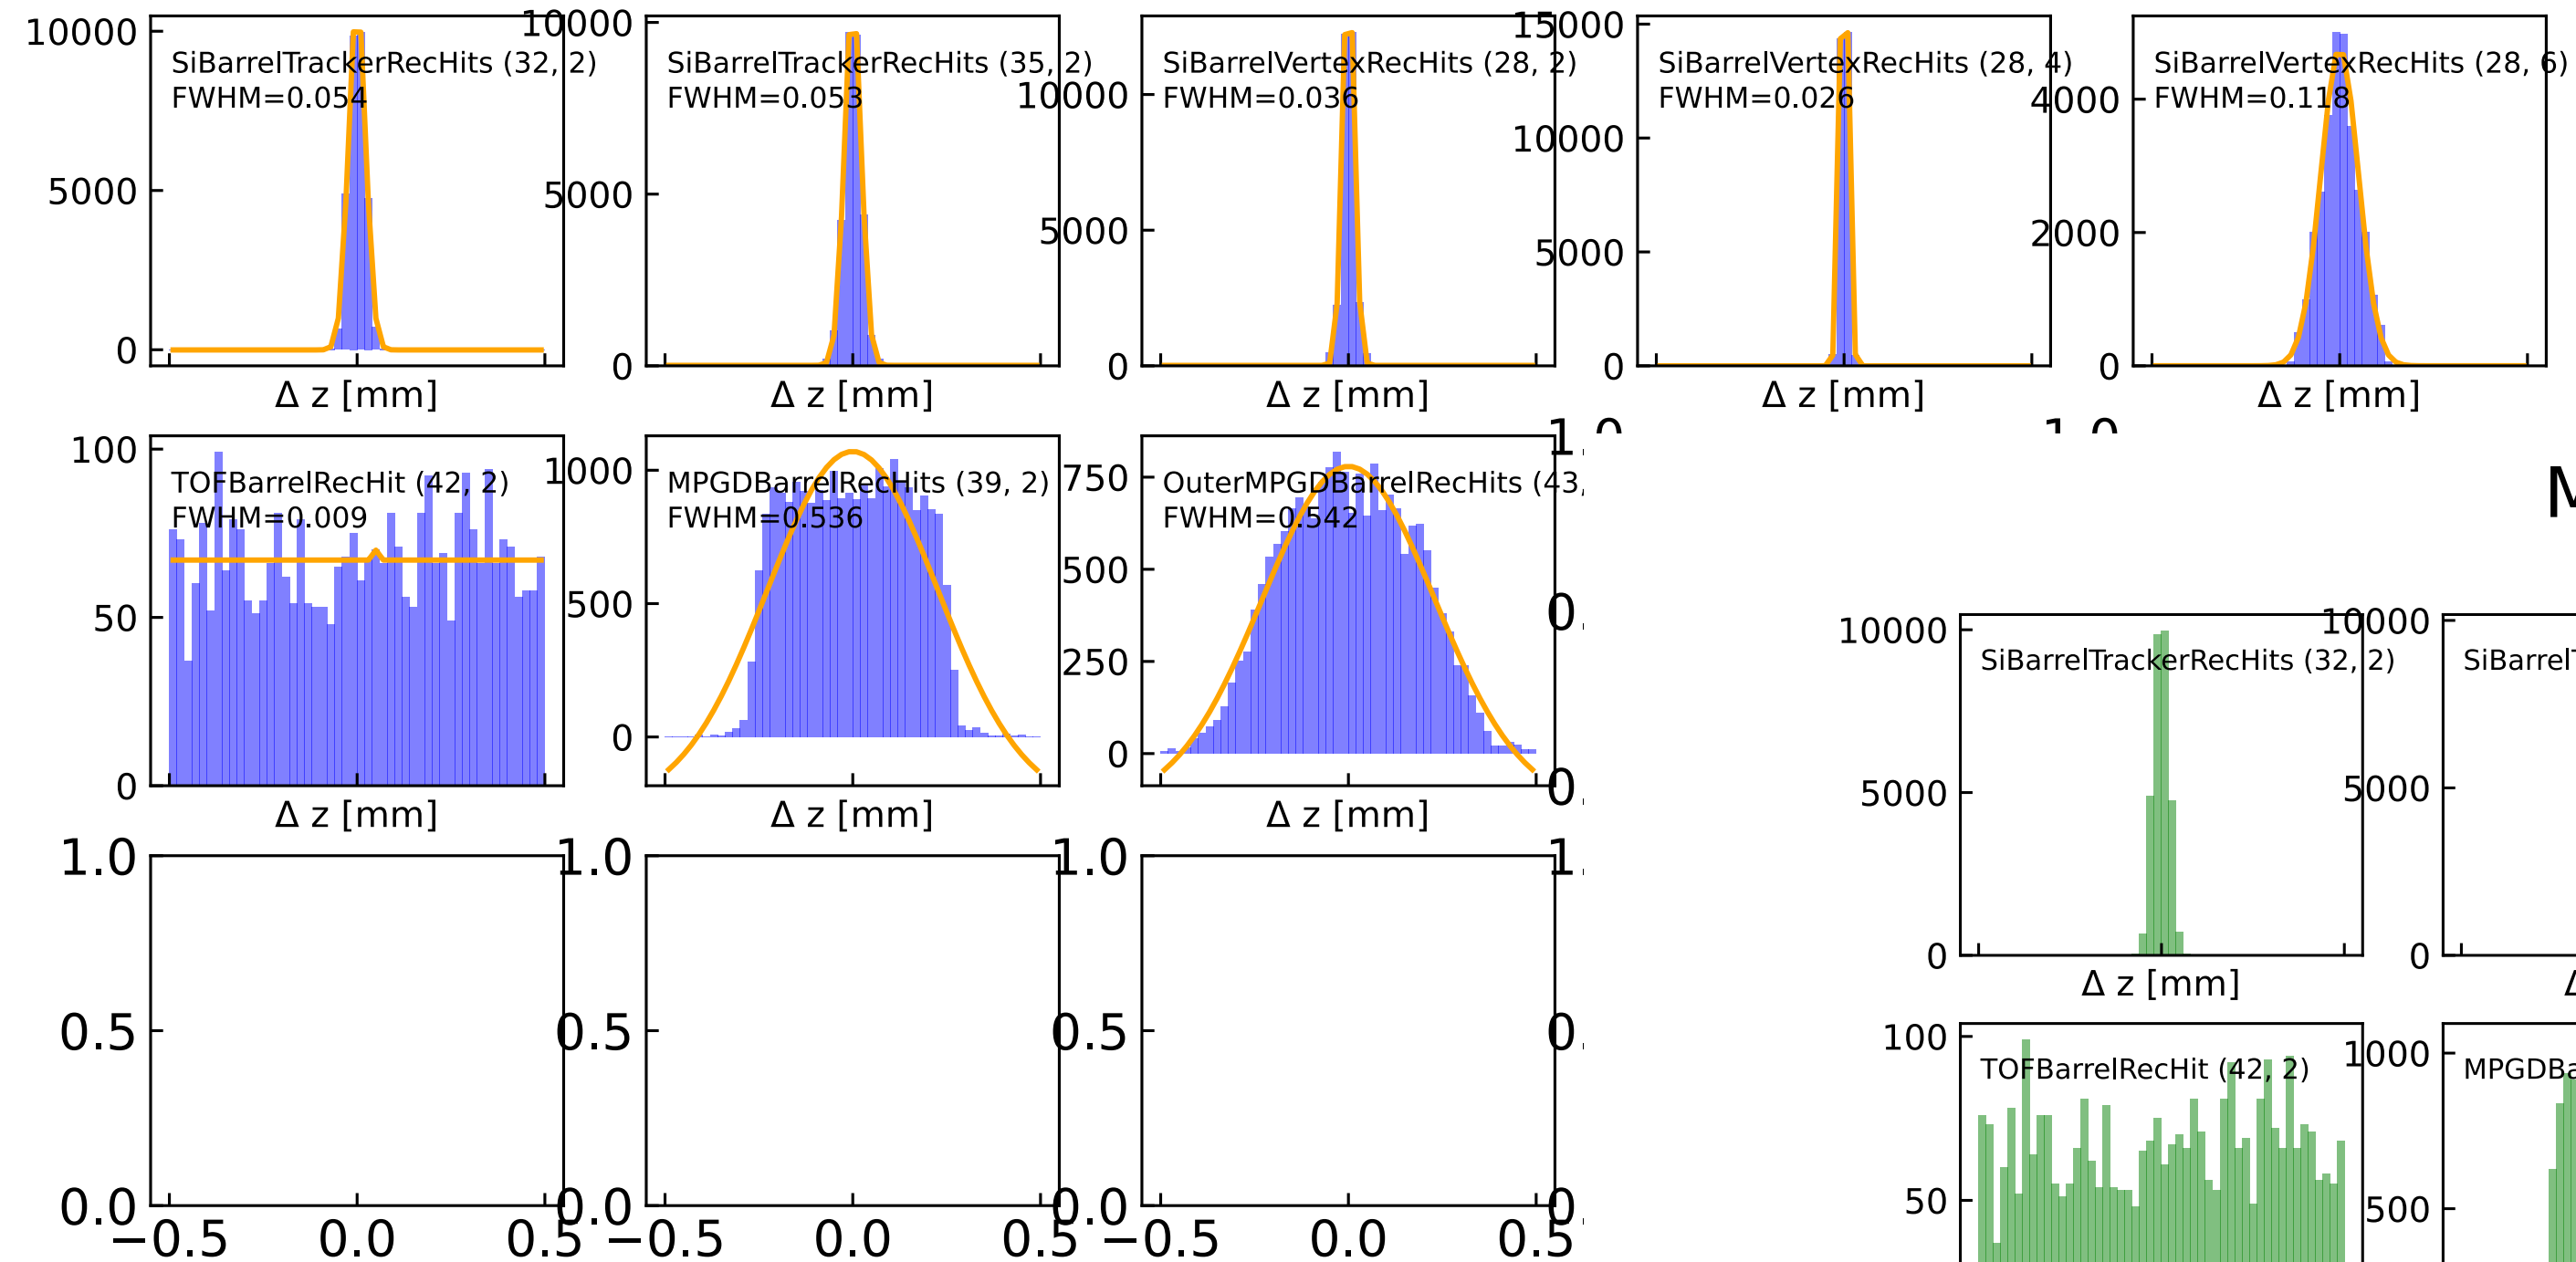 10000
5000
0
SiBarrelTrackerRecHits (32, 2)
FWHM=0.054
Δ z [mm]
10000
5000
0
SiBarrelTrackerRecHits (35, 2)
FWHM=0.053
Δ z [mm]
10000
5000
0
SiBarrelVertexRecHits (28, 2)
FWHM=0.036
Δ z [mm]
15000
10000
5000
0
SiBarrelVertexRecHits (28, 4)
FWHM=0.026
Δ z [mm]
4000
2000
0
SiBarrelVertexRecHits (28, 6)
FWHM=0.118
Δ z [mm]
100
50
0
TOFBarrelRecHit (42, 2)
FWHM=0.009
Δ z [mm]
1000
500
0
MPGDBarrelRecHits (39, 2)
FWHM=0.536
Δ z [mm]
750
500
250
0
OuterMPGDBarrelRecHits (43,
FWHM=0.542
Δ z [mm]
1.0
0.5
0.0
−0.5 0.0 0.5
1.0
0.5
0.0
−0.5 0.0 0.5
1.0
0.5
0.0
−0.5 0.0 0.5
10000
5000
0
SiBarrelTrackerRecHits (32, 2)
Δ z [mm]
10000
5000
0
100
50
TOFBarrelRecHit (42, 2)
1000
500